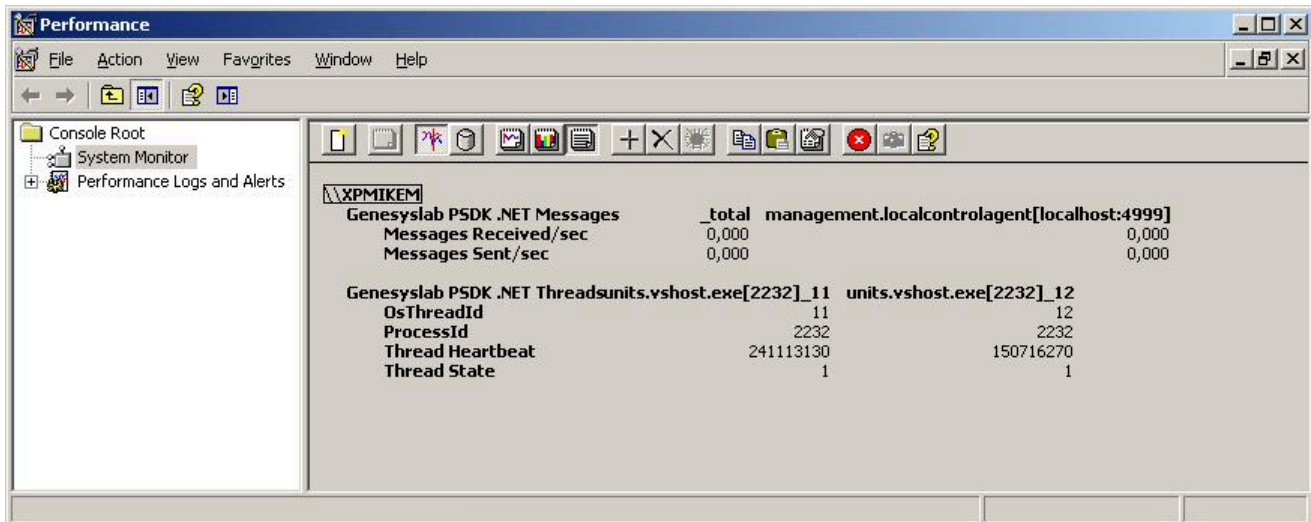 Performance
File Action View Favorites Window Help
Console Root
System Monitor
Performance Logs and Alerts
\\XPMIKEM
Genesyslab PSDK .NET Messages _total management.localcontrolagent[localhost:4999]
Messages Received/sec 0,000 0,000
Messages Sent/sec 0,000 0,000
Genesyslab PSDK .NET Threadsunits.vshost.exe[2232]_11 units.vshost.exe[2232]_12
OsThreadId 11 12
ProcessId 2232 2232
Thread Heartbeat 241113130 150716270
Thread State 1 1